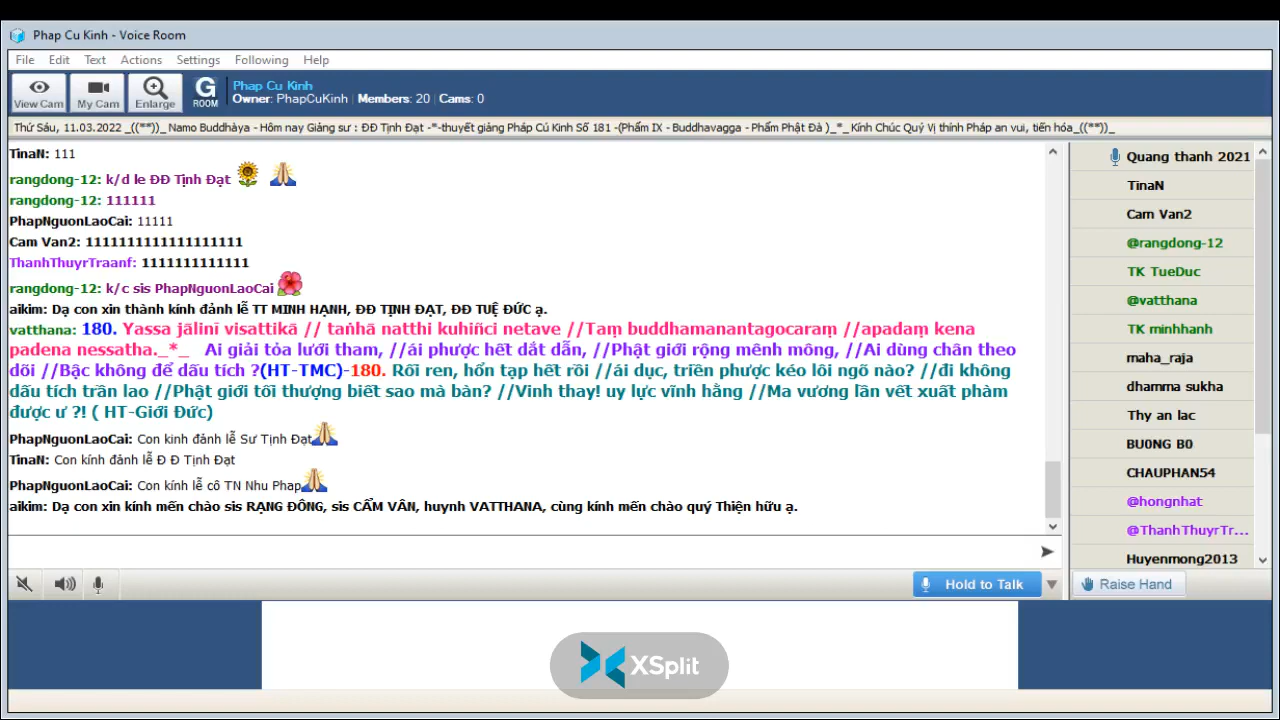 Phap Cu Kinh - Voice Room
File Edit Text Actions Settings Following Help
View Cam My Cam Enlarge G ROOM
Phap Cu Kinh
Owner: PhapCuKinh Members: 20 Cams: 0
Thứ Sáu, 11.03.2022 _((**))_ Namo Buddhàya - Hôm nay Giảng sư : ĐĐ Tịnh Đạt -*-thuyết giảng Pháp Cú Kinh Số 181 -(Phẩm IX - Buddhavagga - Phẩm Phật Đà )_*_ Kính Chúc Quý Vị thính Pháp an vui, tiến hóa_((**))_
TinaN: 111
rangdong-12: k/d le ĐĐ Tịnh Đạt
rangdong-12: 111111
PhapNguonLaoCai: 11111
Cam Van2: 1111111111111111111
ThanhThuyrTraanf: 1111111111111
rangdong-12: k/c sis PhapNguonLaoCai
aikim: Dạ con xin thành kính đảnh lễ TT MINH HẠNH, ĐĐ TỊNH ĐẠT, ĐĐ TUỆ ĐỨC ạ.
vatthana: 180. Yassa jālinī visattikā // taṅhā natthi kuhiñci netave //Taṃ buddhamanantagocaraṃ //apadaṃ kena
padena nessatha._*_ Ai giải tỏa lưới tham, //ái phược hết dắt dẫn, //Phật giới rộng mênh mông, //Ai dùng chân theo
dõi //Bậc không để dấu tích ?(HT-TMC)-180. Rối ren, hổn tạp hết rồi //ái dục, triền phược kéo lôi ngõ nào? //đi không
dấu tích trần lao //Phật giới tối thượng biết sao mà bàn? //Vinh thay! uy lực vĩnh hằng //Ma vương lần vết xuất phàm
được ư ?! ( HT-Giới Đức)
PhapNguonLaoCai: Con kinh đảnh lễ Sư Tịnh Đạt
TinaN: Con kính đảnh lễ Đ Đ Tịnh Đạt
PhapNguonLaoCai: Con kính lễ cô TN Nhu Phap
aikim: Dạ con xin kính mến chào sis RẠNG ĐÔNG, sis CẨM VÂN, huynh VATTHANA, cùng kính mến chào quý Thiện hữu ạ.
Hold to Talk
Quang thanh 2021
TinaN
Cam Van2
@rangdong-12
TK TueDuc
@vatthana
TK minhhanh
maha_raja
dhamma sukha
Thy an lac
BU0NG B0
CHAUPHAN54
@hongnhat
@ThanhThuyrTr...
Huyenmong2013
Raise Hand
XSplit